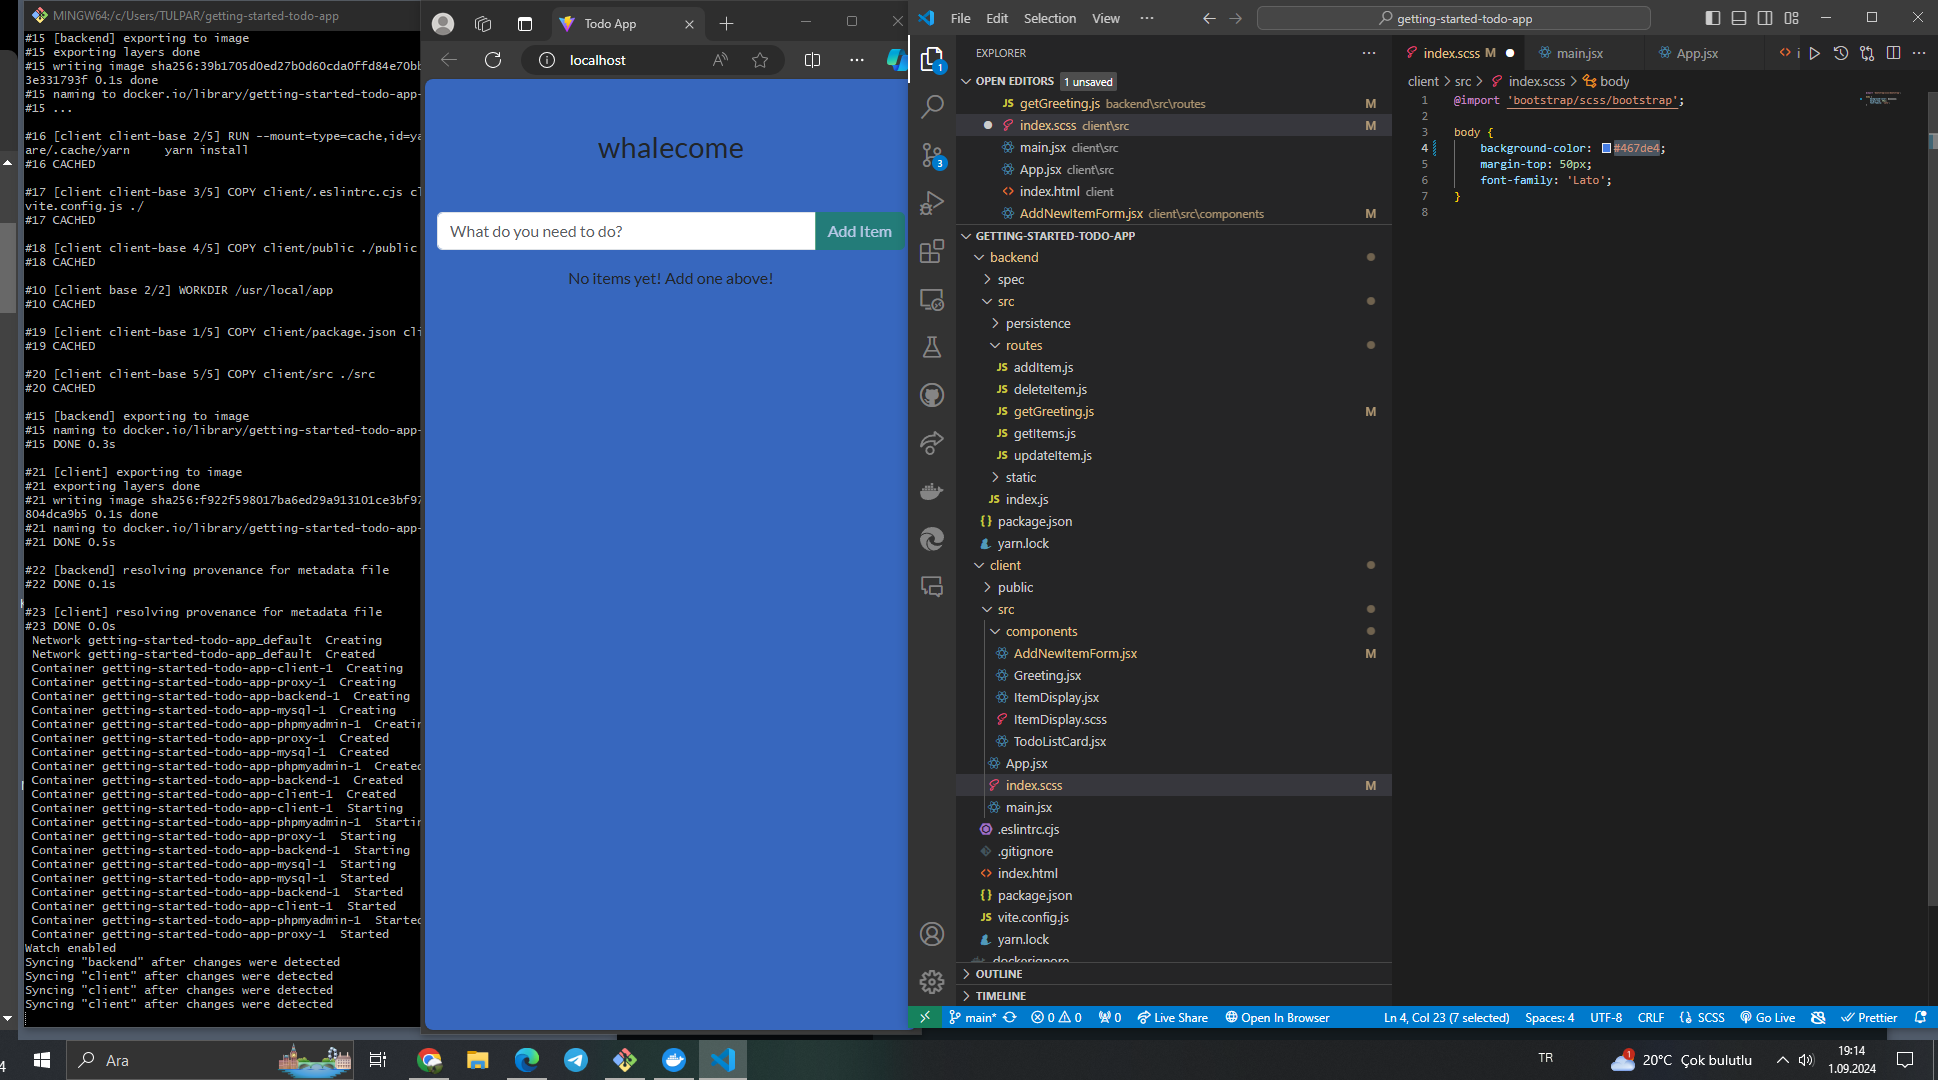 MINGW64:/c/Users/TULPAR/getting-started-todo-app
#15 [backend] exporting to image
#15 exporting layers done
#15 writing image sha256:39b1705d0ed27b0d60cda0ffd84e70bb
3e331793f 0.1s done
#15 naming to docker.io/library/getting-started-todo-app-
#15 ...
#16 [client client-base 2/5] RUN --mount=type=cache,id=ya
are/.cache/yarn     yarn install
#16 CACHED
#17 [client client-base 3/5] COPY client/.eslintrc.cjs cl
vite.config.js ./
#17 CACHED
#18 [client client-base 4/5] COPY client/public ./public
#18 CACHED
#10 [client base 2/2] WORKDIR /usr/local/app
#10 CACHED
#19 [client client-base 1/5] COPY client/package.json cli
#19 CACHED
#20 [client client-base 5/5] COPY client/src ./src
#20 CACHED
#15 [backend] exporting to image
#15 naming to docker.io/library/getting-started-todo-app-
#15 DONE 0.3s
#21 [client] exporting to image
#21 exporting layers done
#21 writing image sha256:f922f598017ba6ed29a913101ce3bf97
804dca9b5 0.1s done
#21 naming to docker.io/library/getting-started-todo-app-
#21 DONE 0.5s
#22 [backend] resolving provenance for metadata file
#22 DONE 0.1s
#23 [client] resolving provenance for metadata file
#23 DONE 0.0s
Network getting-started-todo-app_default  Creating
Network getting-started-todo-app_default  Created
Container getting-started-todo-app-client-1  Creating
Container getting-started-todo-app-proxy-1  Creating
Container getting-started-todo-app-backend-1  Creating
Container getting-started-todo-app-mysql-1  Creating
Container getting-started-todo-app-phpmyadmin-1  Creatin
Container getting-started-todo-app-proxy-1  Created
Container getting-started-todo-app-mysql-1  Created
Container getting-started-todo-app-phpmyadmin-1  Created
Container getting-started-todo-app-backend-1  Created
Container getting-started-todo-app-client-1  Created
Container getting-started-todo-app-client-1  Starting
Container getting-started-todo-app-phpmyadmin-1  Startin
Container getting-started-todo-app-proxy-1  Starting
Container getting-started-todo-app-backend-1  Starting
Container getting-started-todo-app-mysql-1  Starting
Container getting-started-todo-app-mysql-1  Started
Container getting-started-todo-app-backend-1  Started
Container getting-started-todo-app-client-1  Started
Container getting-started-todo-app-phpmyadmin-1  Started
Container getting-started-todo-app-proxy-1  Started
Watch enabled
Syncing "backend" after changes were detected
Syncing "client" after changes were detected
Syncing "client" after changes were detected
Syncing "client" after changes were detected
Todo App
localhost
whalecome
What do you need to do? Add Item
No items yet! Add one above!
File Edit Selection View ... getting-started-todo-app
EXPLORER
OPEN EDITORS 1 unsaved
getGreeting.js backend\src\routes M
index.scss client\src M
main.jsx client\src
App.jsx client\src
index.html client
AddNewItemForm.jsx client\src\components M
GETTING-STARTED-TODO-APP
backend
spec
src
persistence
routes
addItem.js
deleteItem.js
getGreeting.js M
getItems.js
updateItem.js
static
index.js
package.json
yarn.lock
client
public
src
components
AddNewItemForm.jsx M
Greeting.jsx
ItemDisplay.jsx
ItemDisplay.scss
TodoListCard.jsx
App.jsx
index.scss M
main.jsx
.eslintrc.cjs
.gitignore
index.html
package.json
vite.config.js
yarn.lock
.dockerignore
OUTLINE
TIMELINE
index.scss M main.jsx App.jsx
client > src > index.scss > body
1 @import 'bootstrap/scss/bootstrap';
2
3 body {
4 background-color: #467de4;
5 margin-top: 50px;
6 font-family: 'Lato';
7 }
8
main* 0 0 0 Live Share Open In Browser Ln 4, Col 23 (7 selected) Spaces: 4 UTF-8 CRLF SCSS Go Live Prettier
Ara TR 1 20°C Çok bulutlu 19:14
1.09.2024